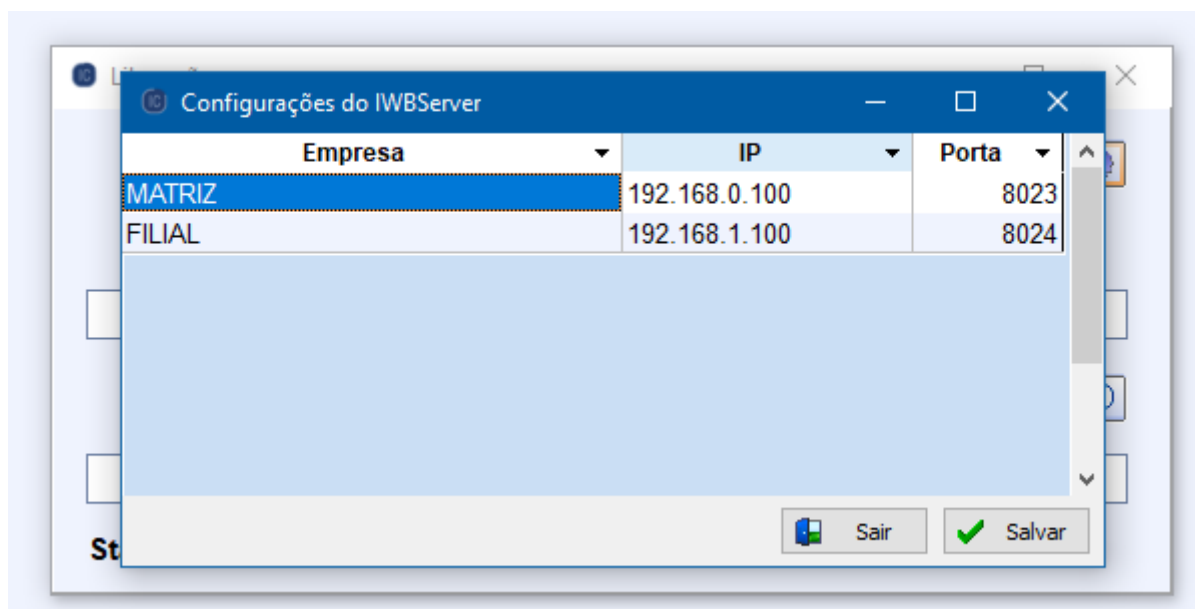 Configurações do IWBServer
Empresa IP Porta
MATRIZ 192.168.0.100 8023
FILIAL 192.168.1.100 8024
Sair Salvar